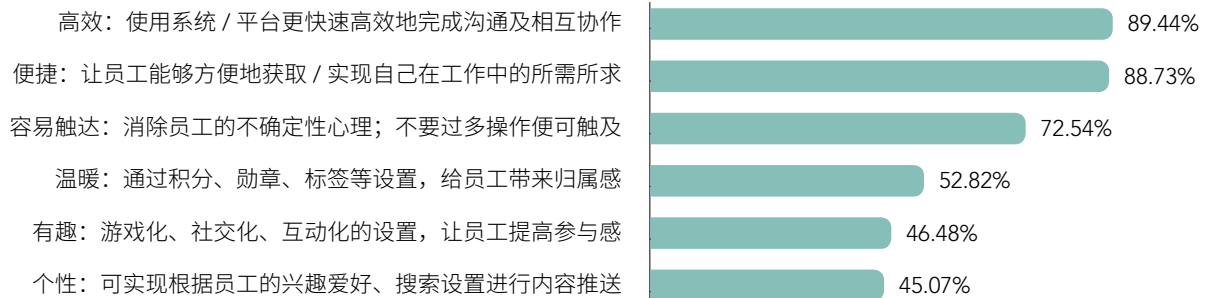 高效：使用系统 / 平台更快速高效地完成沟通及相互协作 89.44%
便捷：让员工能够方便地获取 / 实现自己在工作中的所需所求 88.73%
容易触达：消除员工的不确定性心理；不要过多操作便可触及 72.54%
温暖：通过积分、勋章、标签等设置，给员工带来归属感 52.82%
有趣：游戏化、社交化、互动化的设置，让员工提高参与感 46.48%
个性：可实现根据员工的兴趣爱好、搜索设置进行内容推送 45.07%